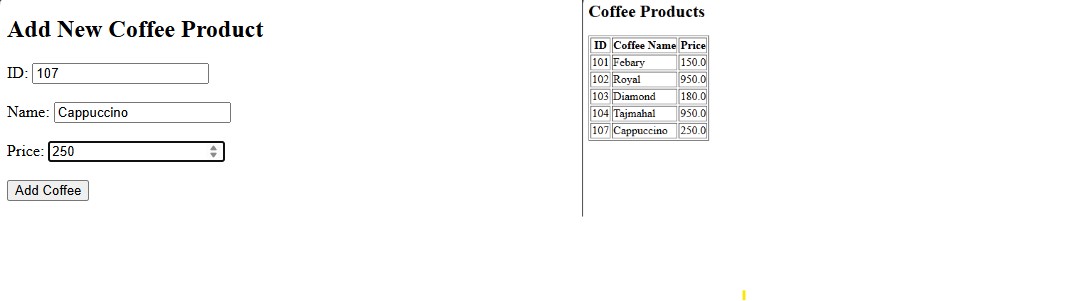 Add New Coffee Product
ID: 107
Name: Cappuccino
Price: 250
Add Coffee
Coffee Products
ID Coffee Name Price
101 Febary 150.0
102 Royal 950.0
103 Diamond 180.0
104 Tajmahal 950.0
107 Cappuccino 250.0